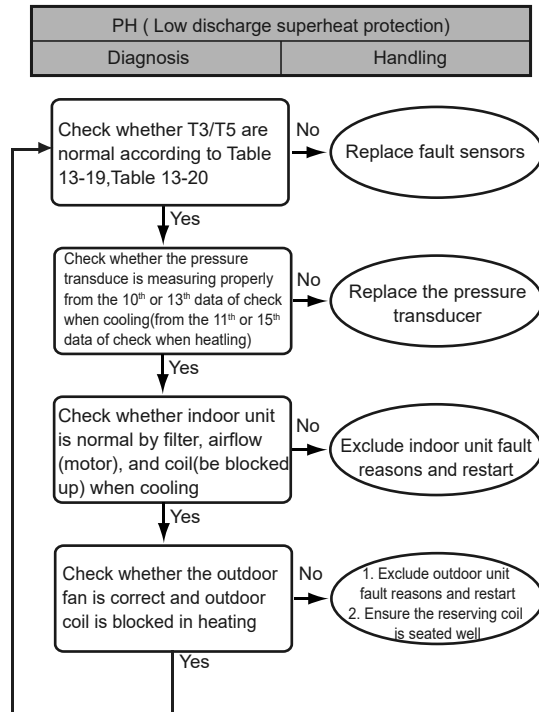 PH ( Low discharge superheat protection)
Diagnosis
Handling
Check whether T3/T5 are
normal according to Table
13-19,Table 13-20
No
Replace fault sensors
Yes
Check whether the pressure
transduce is measuring properly
from the 10th or 13th data of check
when cooling(from the 11th or 15th
data of check when heatling)
No
Replace the pressure
transducer
Yes
Check whether indoor unit
is normal by filter, airflow
(motor), and coil(be blocked
up) when cooling
No
Exclude indoor unit fault
reasons and restart
Yes
Check whether the outdoor
fan is correct and outdoor
coil is blocked in heating
No
1. Exclude outdoor unit
fault reasons and restart
2. Ensure the reserving coil
is seated well
Yes